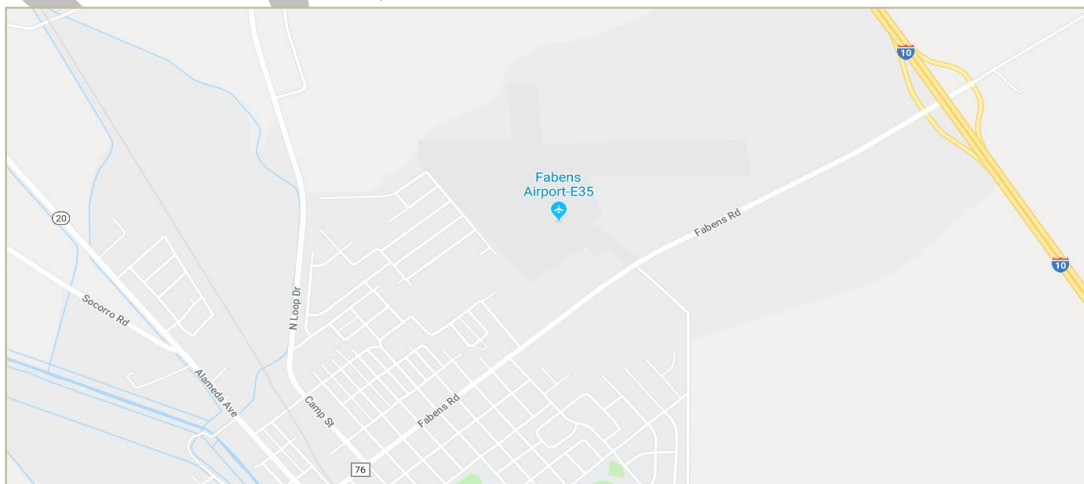 10
Fabens
Airport-E35
20
Fabens Rd
10
Socorro Rd
N Loop Dr
Alameda Ave
Camp St
Fabens Rd
76